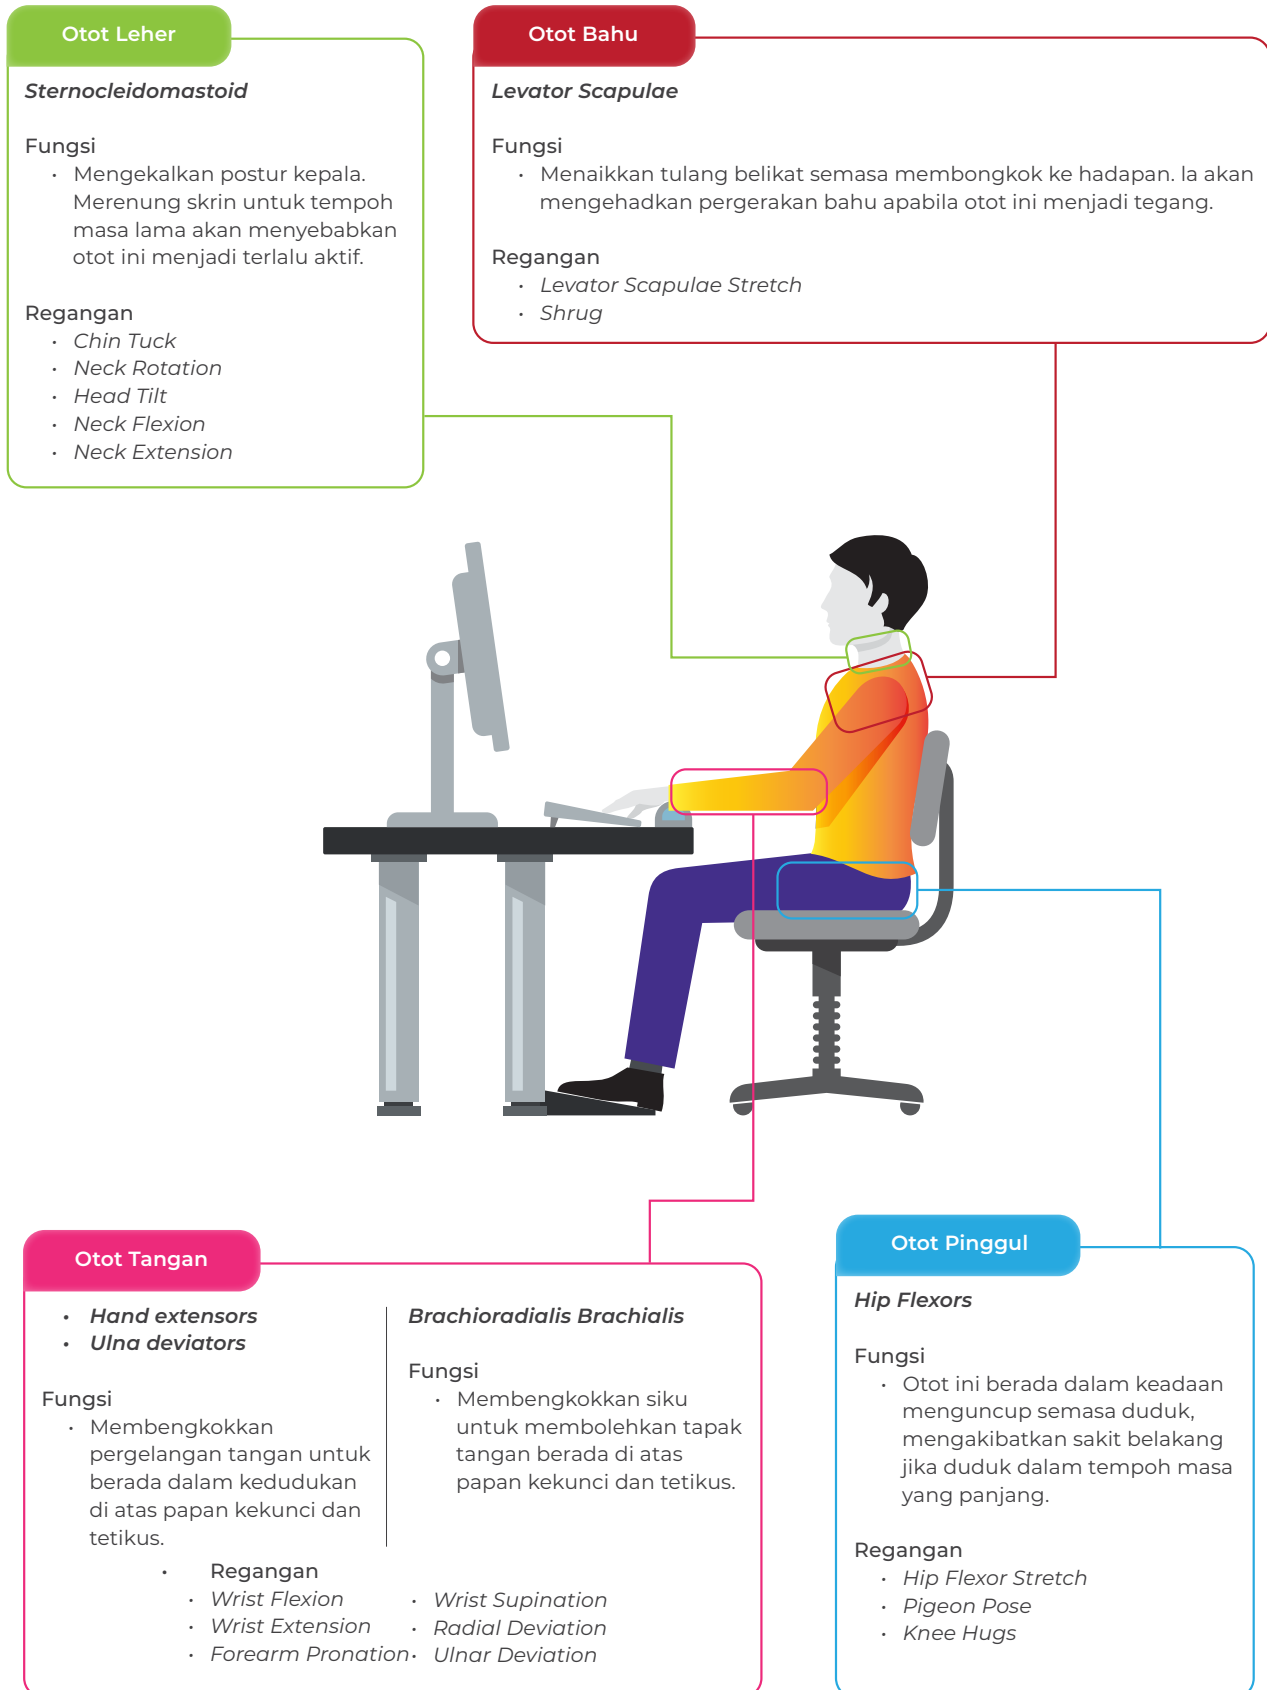 Otot Leher
Sternocleidomastoid
Fungsi
• Mengekalkan postur kepala.
Merenung skrin untuk tempoh
masa lama akan menyebabkan
otot ini menjadi terlalu aktif.
Regangan
• Chin Tuck
• Neck Rotation
• Head Tilt
• Neck Flexion
• Neck Extension
Otot Bahu
Levator Scapulae
Fungsi
• Menaikkan tulang belikat semasa membongkok ke hadapan. Ia akan
mengehadkan pergerakan bahu apabila otot ini menjadi tegang.
Regangan
• Levator Scapulae Stretch
• Shrug
Otot Tangan
• Hand extensors
• Ulna deviators
Fungsi
• Membengkokkan
pergelangan tangan untuk
berada dalam kedudukan
di atas papan kekunci dan
tetikus.
Brachioradialis Brachialis
Fungsi
• Membengkokkan siku
untuk membolehkan tapak
tangan berada di atas
papan kekunci dan tetikus.
• Regangan
• Wrist Flexion
• Wrist Extension
• Forearm Pronation
• Wrist Supination
• Radial Deviation
• Ulnar Deviation
Otot Pinggul
Hip Flexors
Fungsi
• Otot ini berada dalam keadaan
menguncup semasa duduk,
mengakibatkan sakit belakang
jika duduk dalam tempoh masa
yang panjang.
Regangan
• Hip Flexor Stretch
• Pigeon Pose
• Knee Hugs